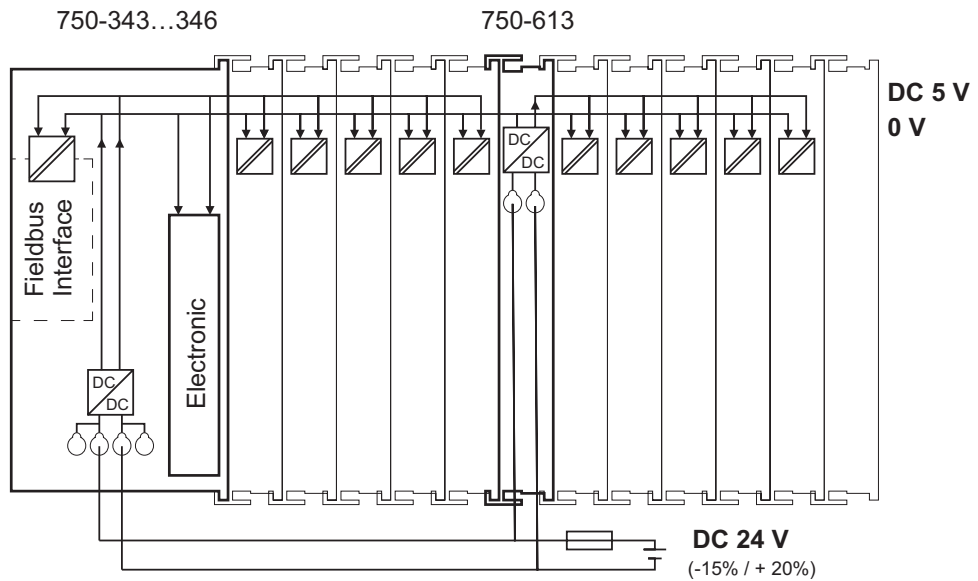 750-343...346
750-613
DC 5 V
0 V
DC
DC
Fieldbus
Interface
Electronic
DC
DC
DC 24 V
(-15% / + 20%)